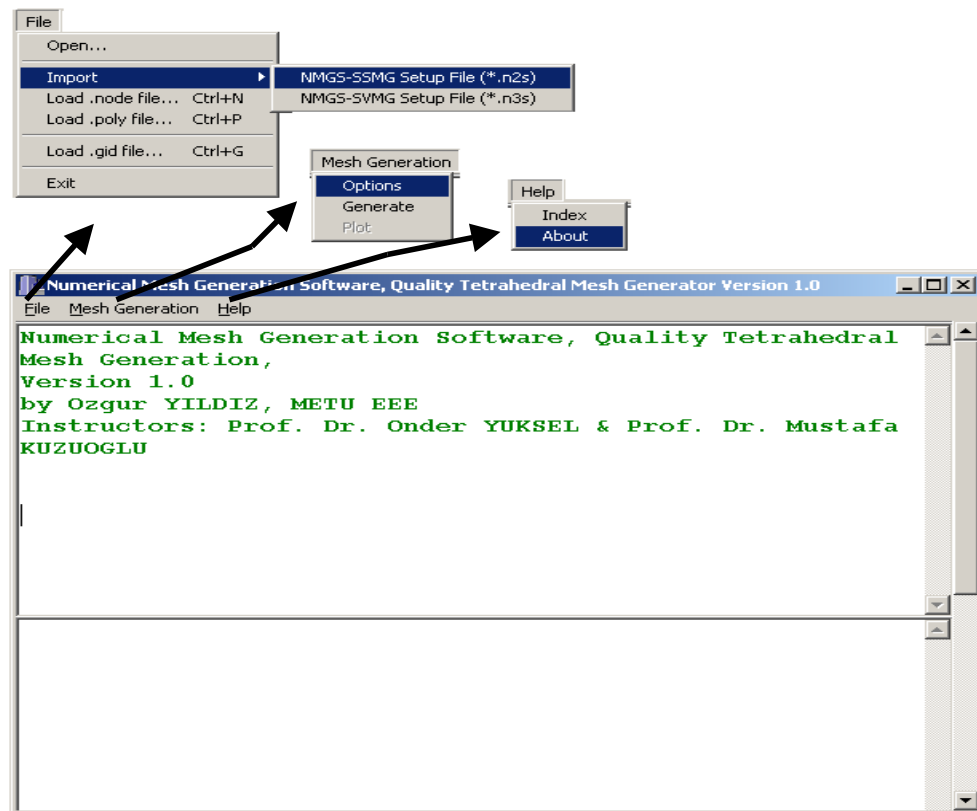 File
Open...
Import
NMGS-SSMG Setup File (*.n2s)
Load .node file... Ctrl+N
NMGS-SVMG Setup File (*.n3s)
Load .poly file... Ctrl+P
Load .gid file... Ctrl+G
Exit
Mesh Generation
Options
Generate
Plot
Help
Index
About
Numerical Mesh Generation Software, Quality Tetrahedral Mesh Generator Version 1.0
File Mesh Generation Help
Numerical Mesh Generation Software, Quality Tetrahedral
Mesh Generation,
Version 1.0
by Ozgur YILDIZ, METU EEE
Instructors: Prof. Dr. Onder YUKSEL & Prof. Dr. Mustafa
KUZUOGLU